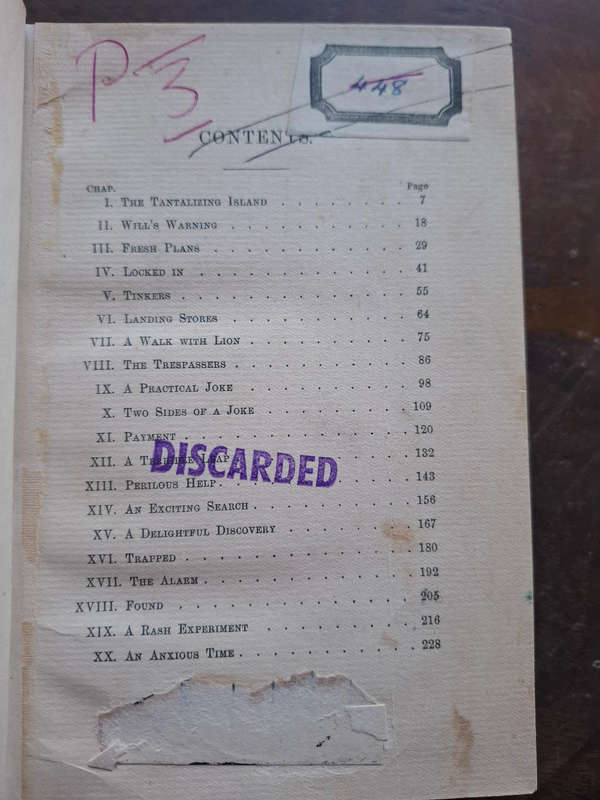 P 3
448
CONTENTS.
CHAP. Page
I. THE TANTALIZING ISLAND . . . . . . . . 7
II. WILL'S WARNING . . . . . . . . . . 18
III. FRESH PLANS . . . . . . . . . . . 29
IV. LOCKED IN . . . . . . . . . . . 41
V. TINKERS . . . . . . . . . . . . 55
VI. LANDING STORES . . . . . . . . . . 64
VII. A WALK WITH LION . . . . . . . . . 75
VIII. THE TRESPASSERS . . . . . . . . . . 86
IX. A PRACTICAL JOKE . . . . . . . . . 98
X. TWO SIDES OF A JOKE . . . . . . . . 109
XI. PAYMENT . . . . . . . . . . . . 120
XII. A TERRIBLE LEAP . . . . . . . . . . 132
DISCARDED
XIII. PERILOUS HELP . . . . . . . . . . . 143
XIV. AN EXCITING SEARCH . . . . . . . . . 156
XV. A DELIGHTFUL DISCOVERY . . . . . . . . 167
XVI. TRAPPED . . . . . . . . . . . . 180
XVII. THE ALARM . . . . . . . . . . . 192
XVIII. FOUND . . . . . . . . . . . . 205
XIX. A RASH EXPERIMENT . . . . . . . . . 216
XX. AN ANXIOUS TIME . . . . . . . . . . 228